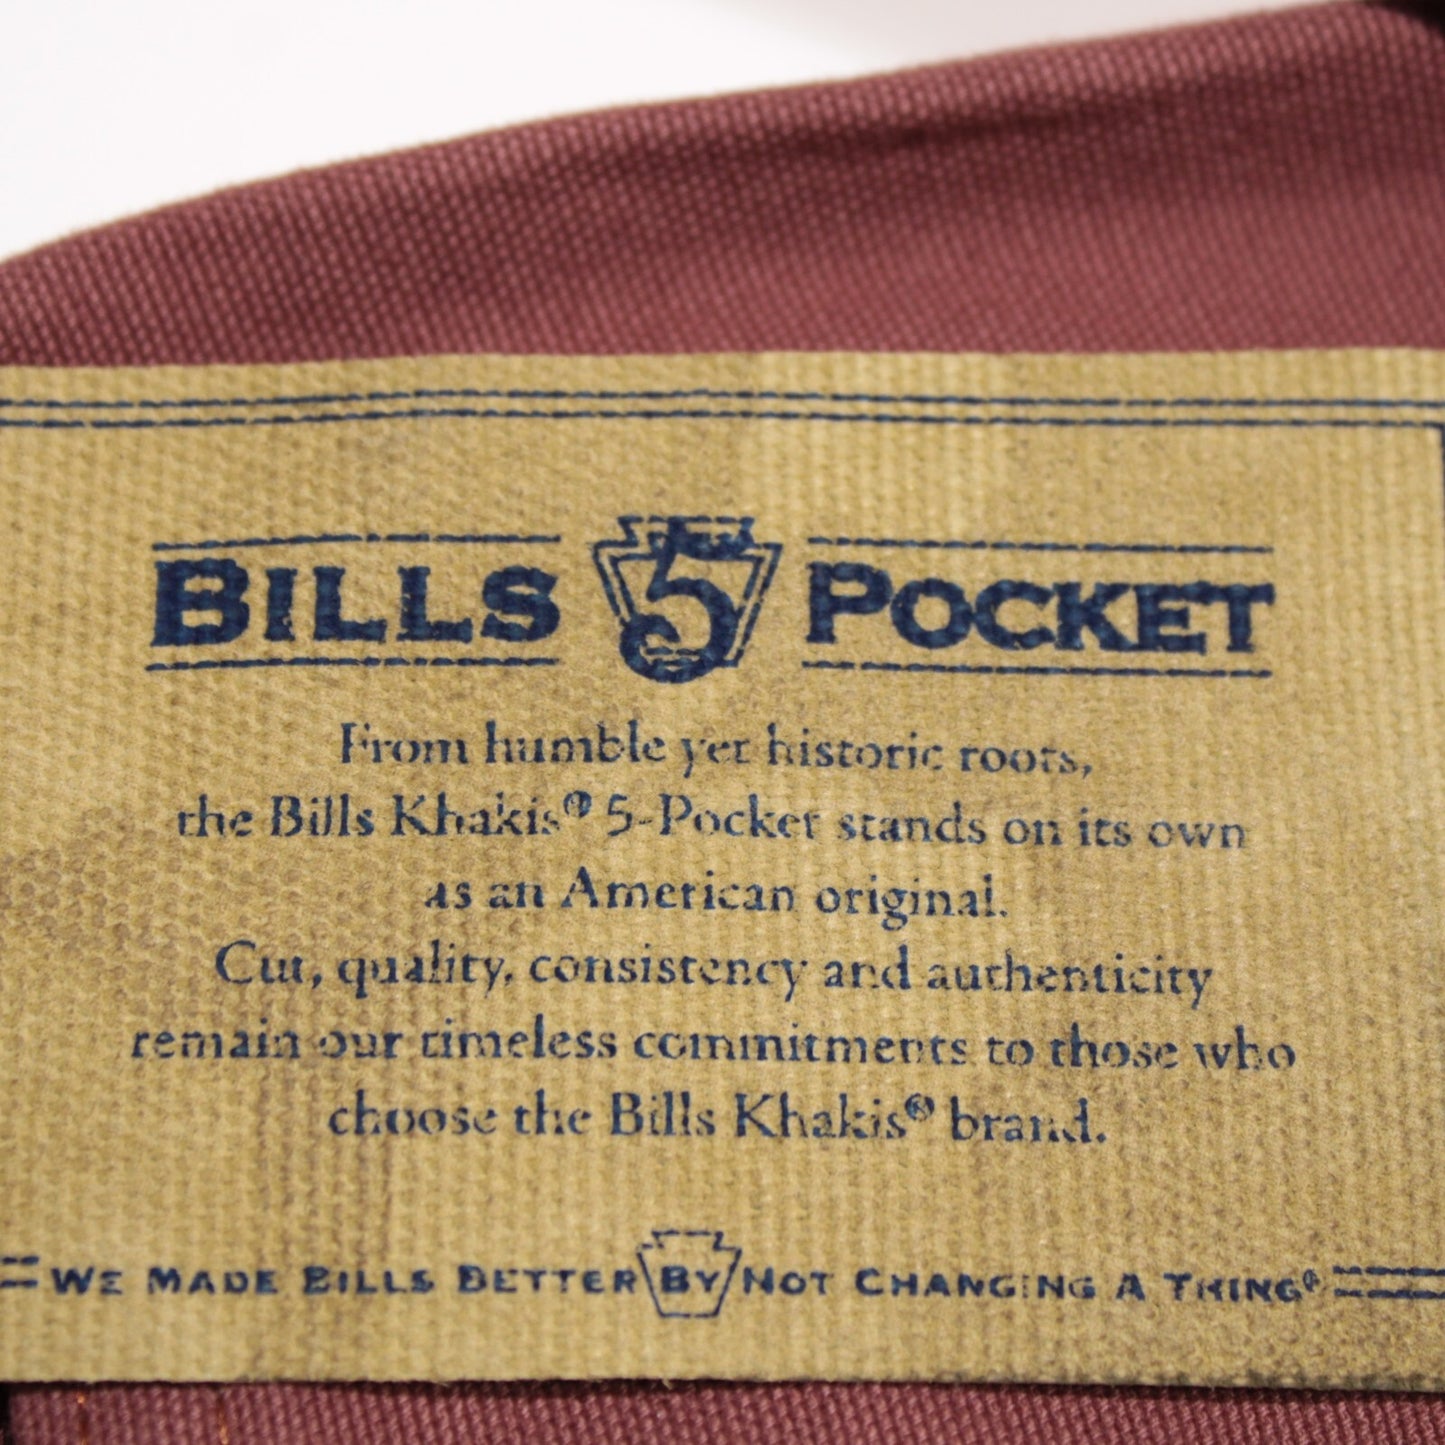 BILLS 5 POCKET
From humble yet historic roots,
the Bills Khakis® 5-Pocket stands on its own
as an American original.
Cut, quality, consistency and authenticity
remain our timeless commitments to those who
choose the Bills Khakis® brand.
WE MADE BILLS BETTER BY NOT CHANGING A THING®